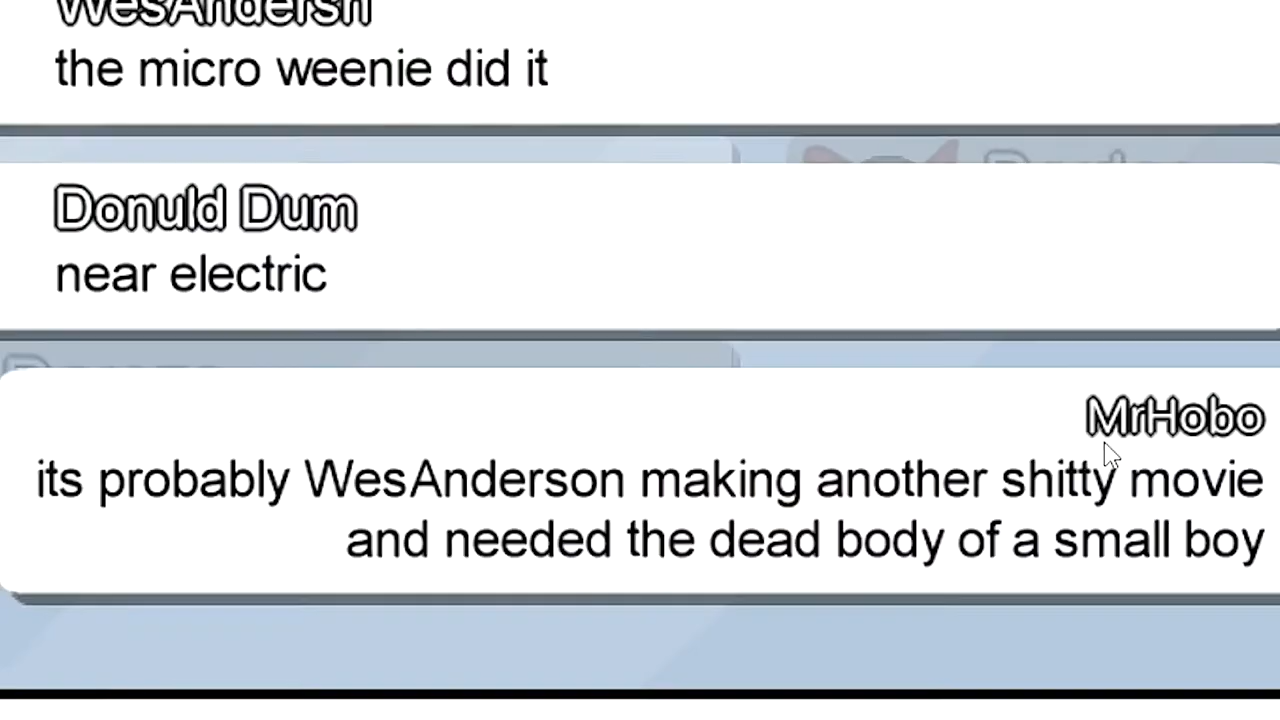 WesAndersn
the micro weenie did it
Donuld Dum
near electric
MrHobo
its probably WesAnderson making another shitty movie
and needed the dead body of a small boy